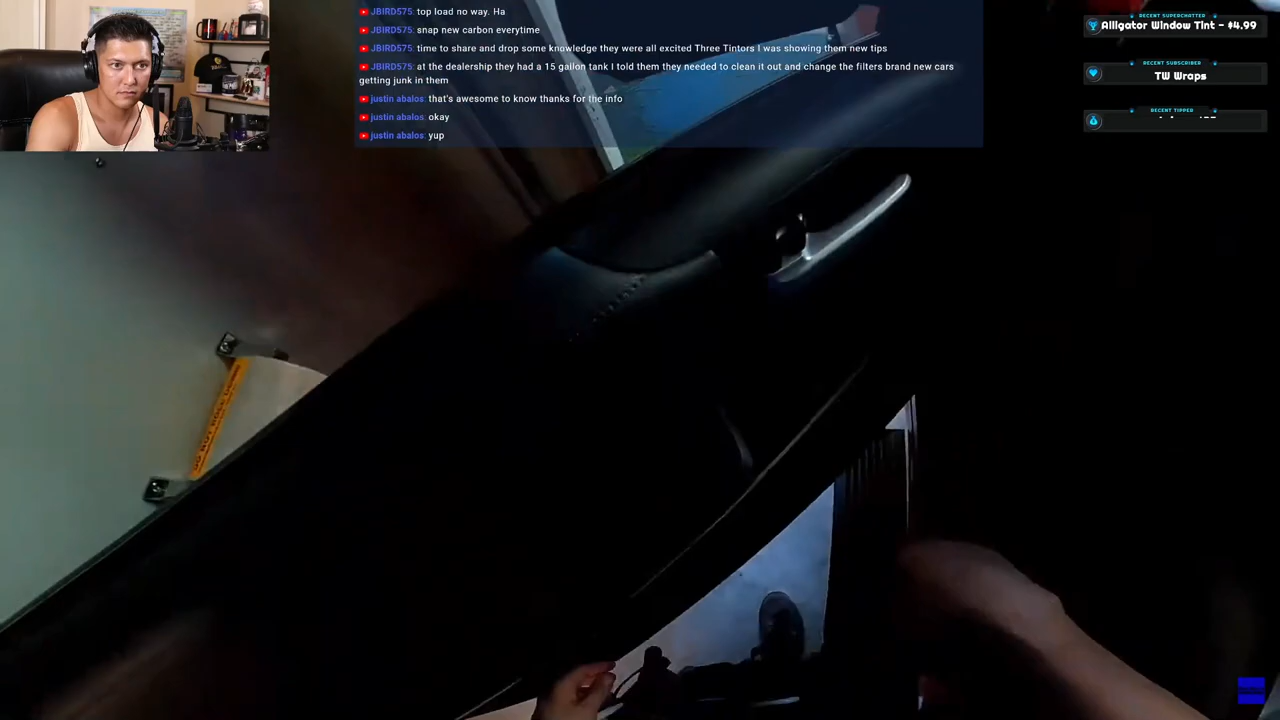 JBIRD575: top load no way. Ha
JBIRD575: snap new carbon everytime
JBIRD575: time to share and drop some knowledge they were all excited Three Tintors I was showing them new tips
JBIRD575: at the dealership they had a 15 gallon tank I told them they needed to clean it out and change the filters brand new cars
getting junk in them
justin abalos: that's awesome to know thanks for the info
justin abalos: okay
justin abalos: yup
RECENT SUPERCHATTER
Alligator Window Tint - $4.99
RECENT SUBSCRIBER
TW Wraps
RECENT TIPPER